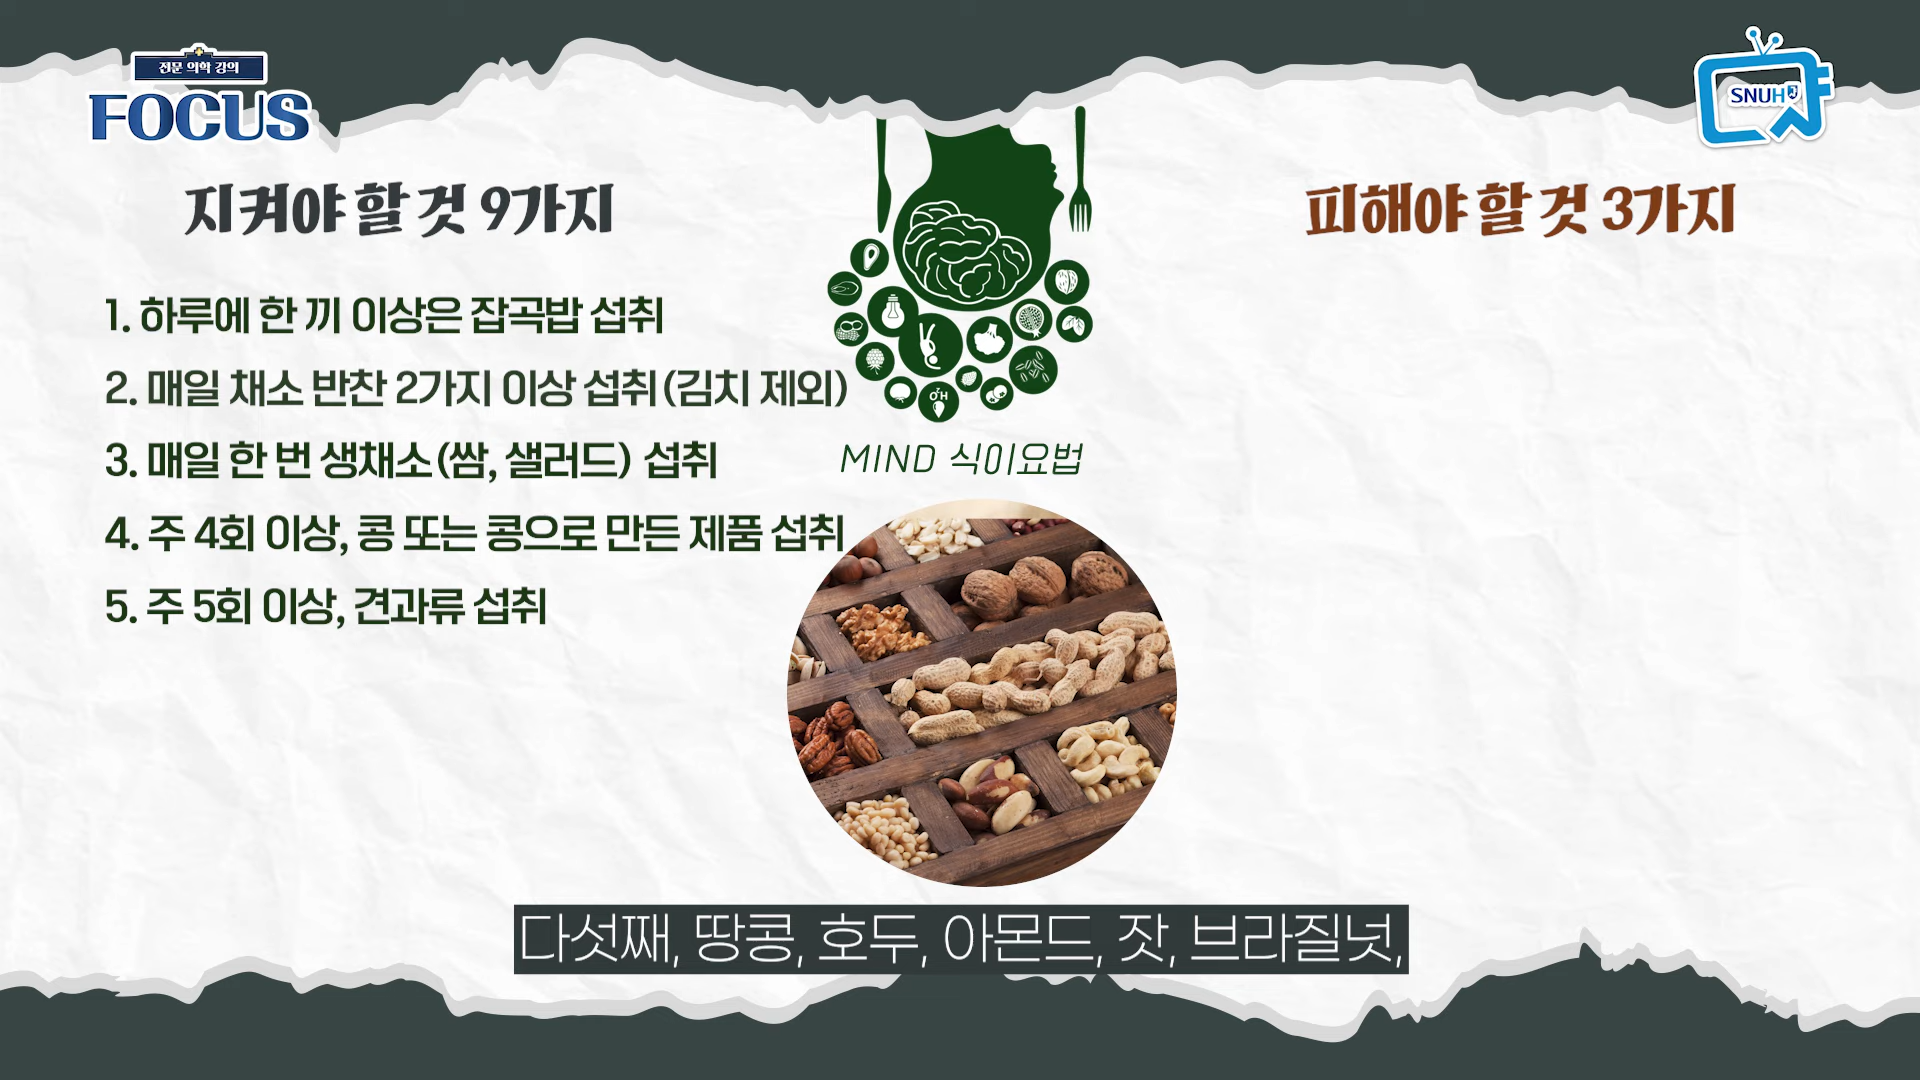 전문 의학 강의
FOCUS
SNUH
지켜야 할 것 9가지
피해야 할 것 3가지
1. 하루에 한 끼 이상은 잡곡밥 섭취
2. 매일 채소 반찬 2가지 이상 섭취(김치 제외)
3. 매일 한 번 생채소(쌈, 샐러드) 섭취
4. 주 4회 이상, 콩 또는 콩으로 만든 제품 섭취
5. 주 5회 이상, 견과류 섭취
MIND 식이요법
다섯째, 땅콩, 호두, 아몬드, 잣, 브라질넛,